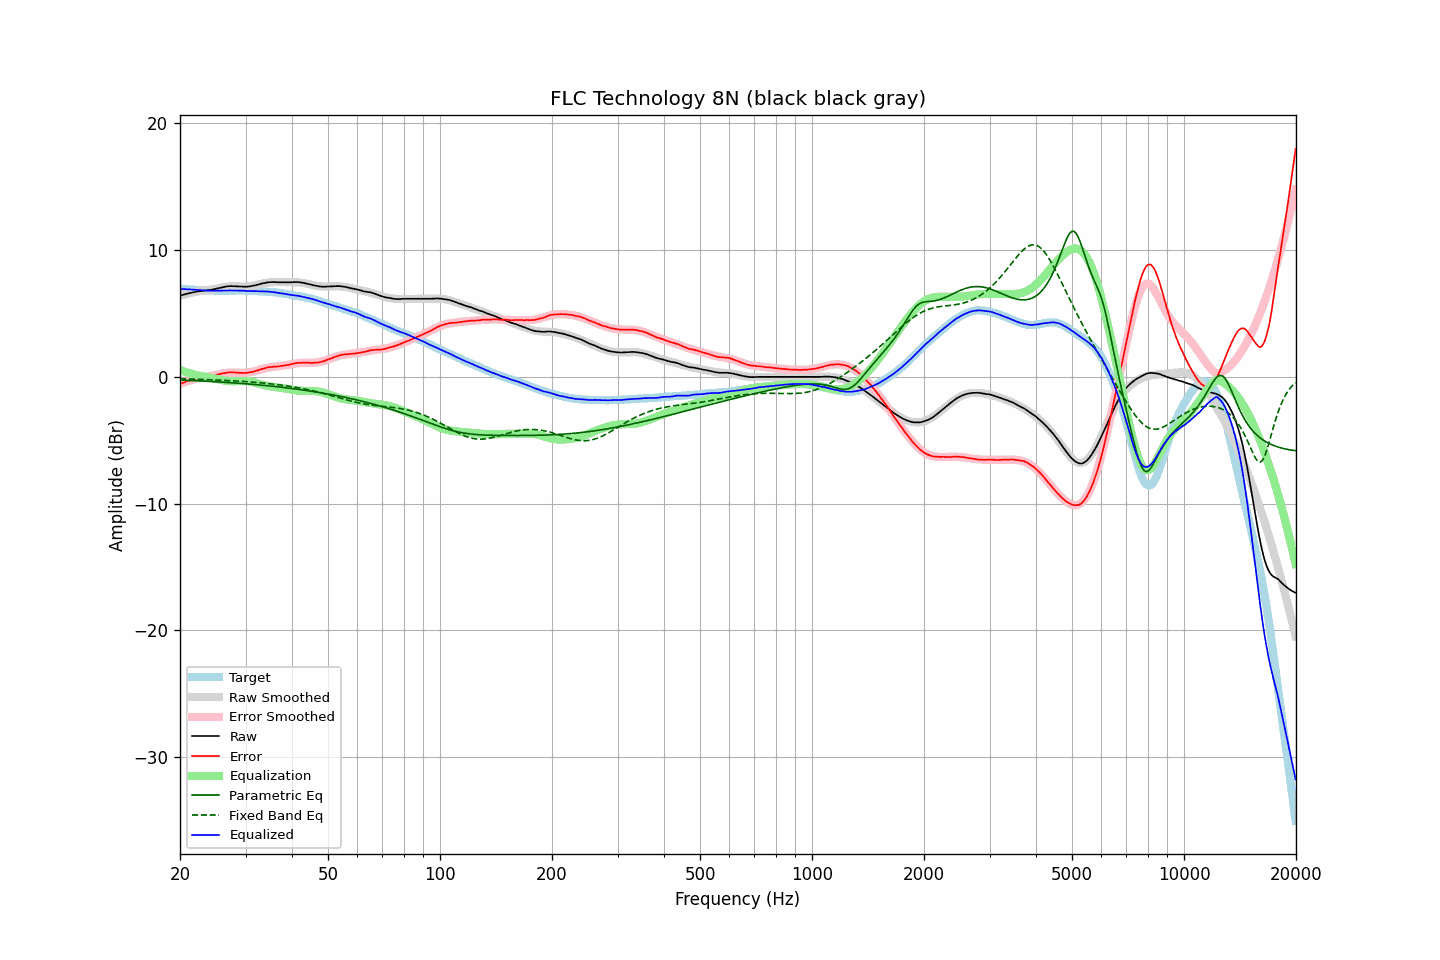 FLC Technology 8N (black black gray)
Amplitude (dBr)
20
10
0
−10
−20
−30
Target
Raw Smoothed
Error Smoothed
Raw
Error
Equalization
Parametric Eq
Fixed Band Eq
Equalized
20 50 100 200 500 1000 2000 5000 10000 20000
Frequency (Hz)